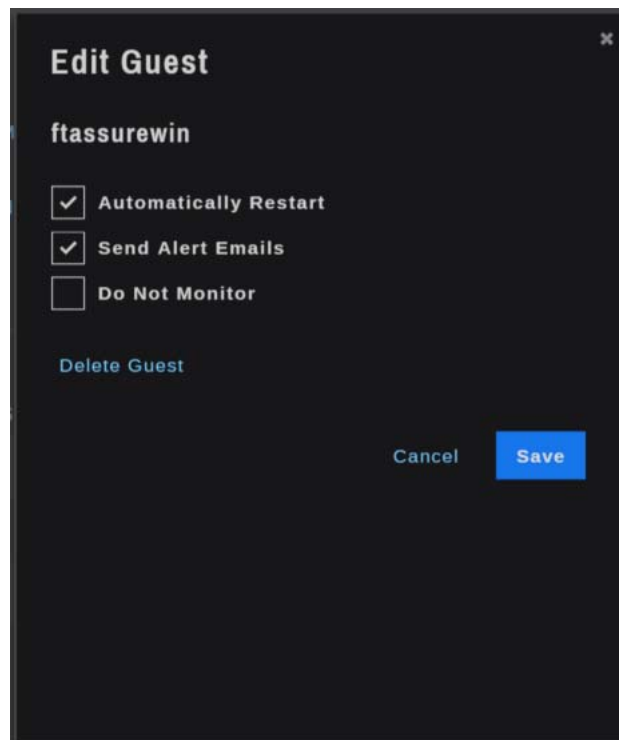 Edit Guest
ftassurewin
Automatically Restart
Send Alert Emails
Do Not Monitor
Delete Guest
Cancel Save